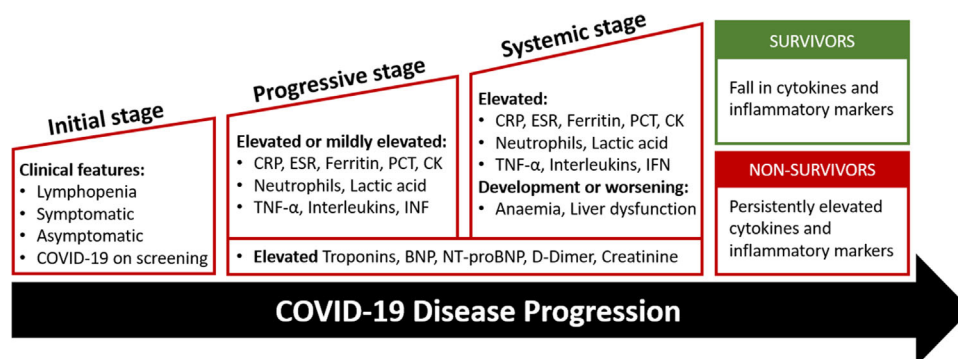 Initial stage
Clinical features:
• Lymphopenia
• Symptomatic
• Asymptomatic
• COVID-19 on screening
Progressive stage
Elevated or mildly elevated:
• CRP, ESR, Ferritin, PCT, CK
• Neutrophils, Lactic acid
• TNF-α, Interleukins, INF
Systemic stage
Elevated:
• CRP, ESR, Ferritin, PCT, CK
• Neutrophils, Lactic acid
• TNF-α, Interleukins, IFN
Development or worsening:
• Anaemia, Liver dysfunction
• Elevated Troponins, BNP, NT-proBNP, D-Dimer, Creatinine
SURVIVORS
Fall in cytokines and
inflammatory markers
NON-SURVIVORS
Persistently elevated
cytokines and
inflammatory markers
COVID-19 Disease Progression